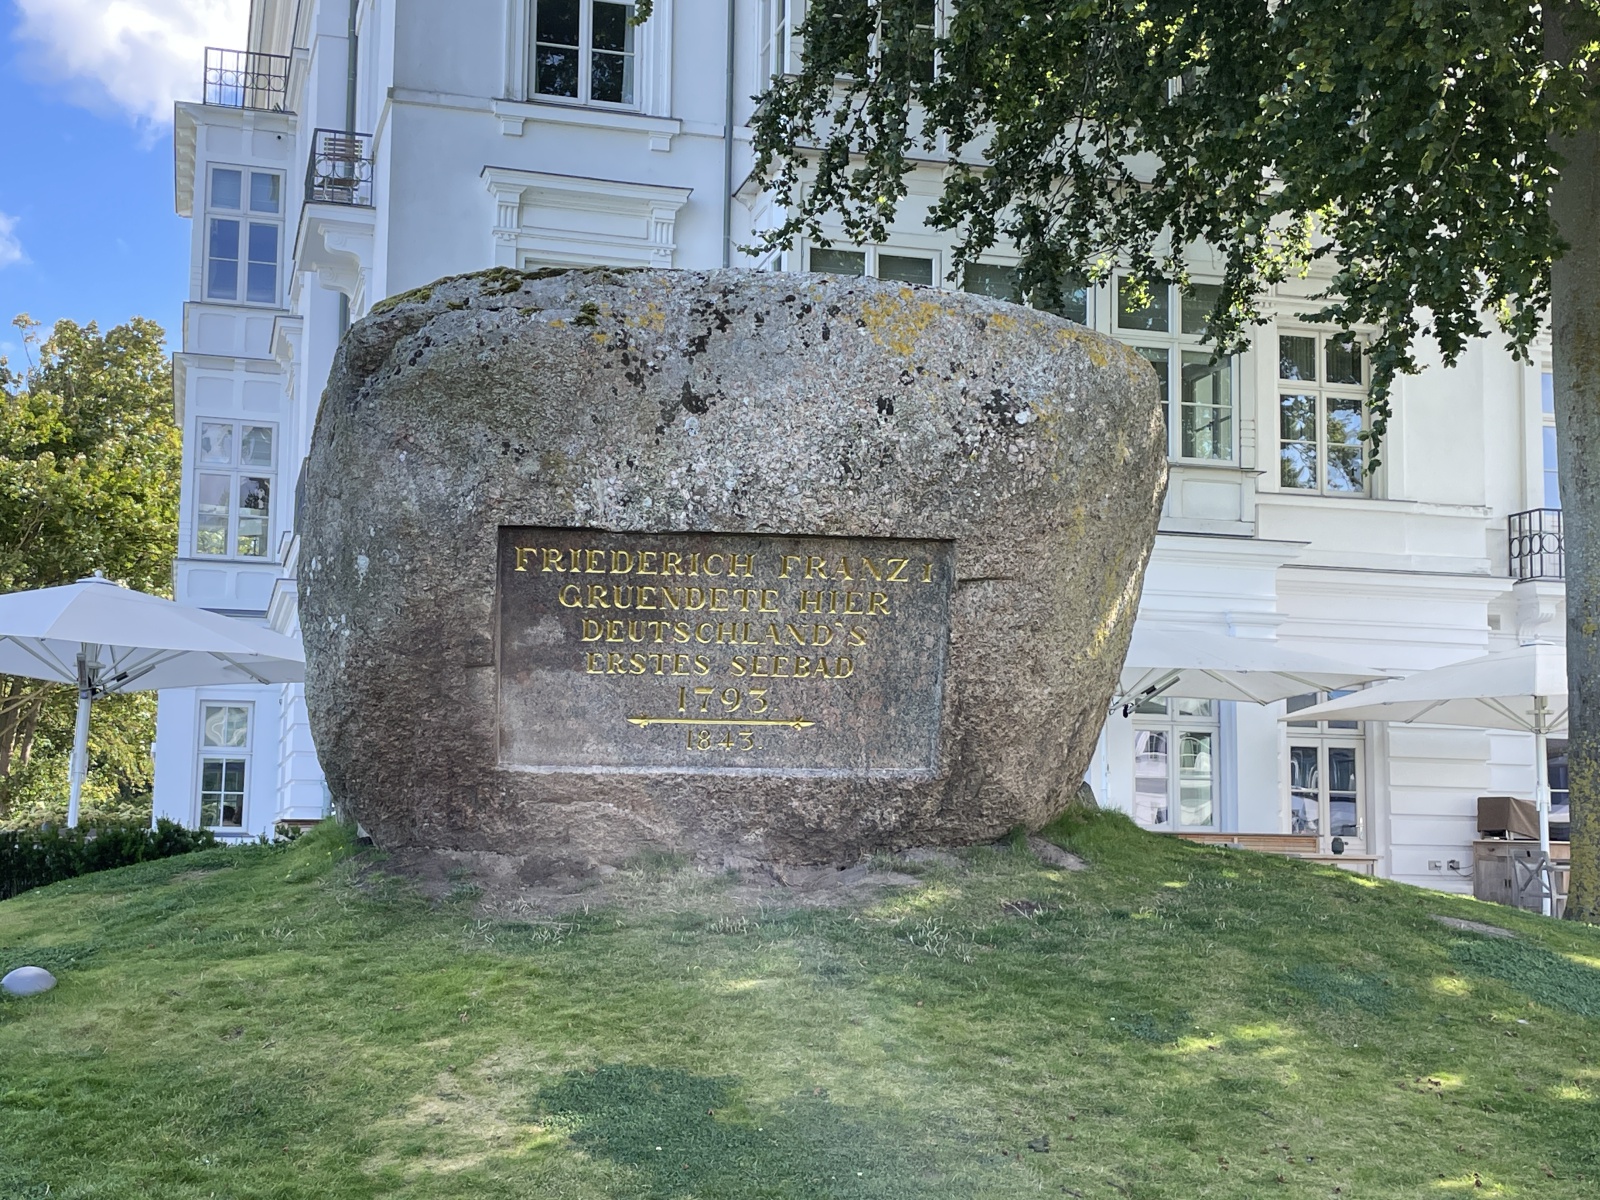 FRIEDERICH FRANZ I
GRUENDETE HIER
DEUTSCHLAND'S
ERSTES SEEBAD
1793.
1843.